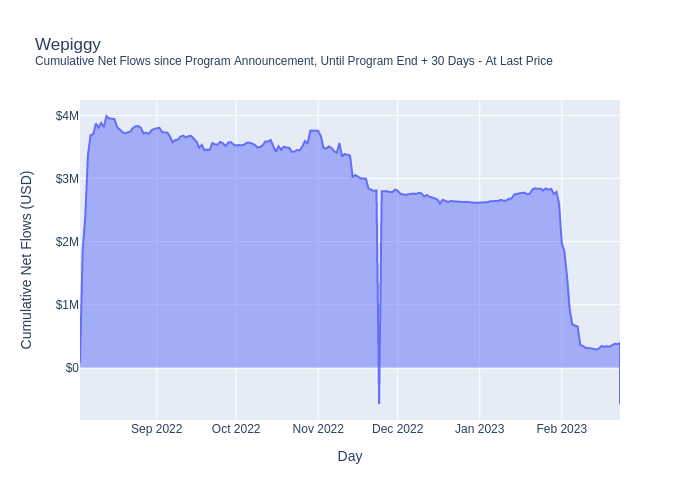 Wepiggy
Cumulative Net Flows since Program Announcement, Until Program End + 30 Days - At Last Price
Cumulative Net Flows (USD)
$4M
$3M
$2M
$1M
$0
Sep 2022 Oct 2022 Nov 2022 Dec 2022 Jan 2023 Feb 2023
Day